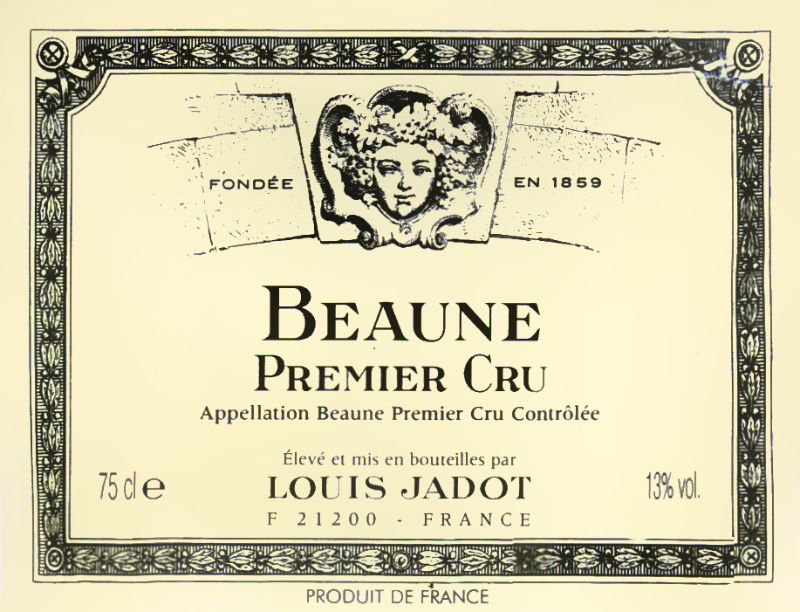 FONDÉE EN 1859
BEAUNE
PREMIER CRU
Appellation Beaune Premier Cru Contrôlée
Élevé et mis en bouteilles par
75 cl e LOUIS JADOT 13% vol.
F 21200 - FRANCE
PRODUIT DE FRANCE